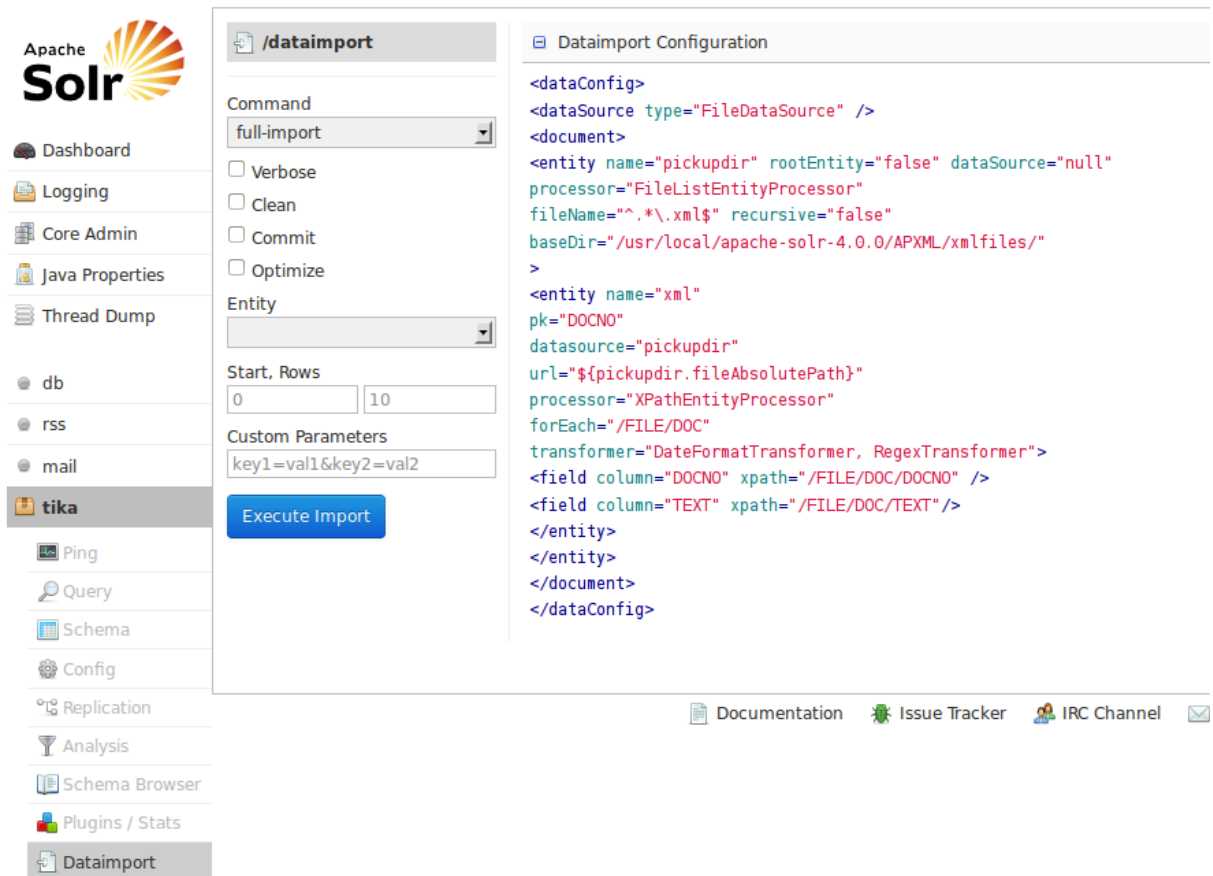 Apache
Solr
Dashboard
Logging
Core Admin
Java Properties
Thread Dump
db
rss
mail
tika
Ping
Query
Schema
Config
Replication
Analysis
Schema Browser
Plugins / Stats
Dataimport
/dataimport
Command
full-import
Verbose
Clean
Commit
Optimize
Entity
Start, Rows
0 10
Custom Parameters
key1=val1&key2=val2
Execute Import
Dataimport Configuration
<dataConfig>
<dataSource type="FileDataSource" />
<document>
<entity name="pickupdir" rootEntity="false" dataSource="null"
processor="FileListEntityProcessor"
fileName="^.*\.xml$" recursive="false"
baseDir="/usr/local/apache-solr-4.0.0/APXML/xmlfiles/"
>
<entity name="xml"
pk="DOCNO"
datasource="pickupdir"
url="${pickupdir.fileAbsolutePath}"
processor="XPathEntityProcessor"
forEach="/FILE/DOC"
transformer="DateFormatTransformer, RegexTransformer">
<field column="DOCNO" xpath="/FILE/DOC/DOCNO" />
<field column="TEXT" xpath="/FILE/DOC/TEXT"/>
</entity>
</entity>
</document>
</dataConfig>
Documentation Issue Tracker IRC Channel